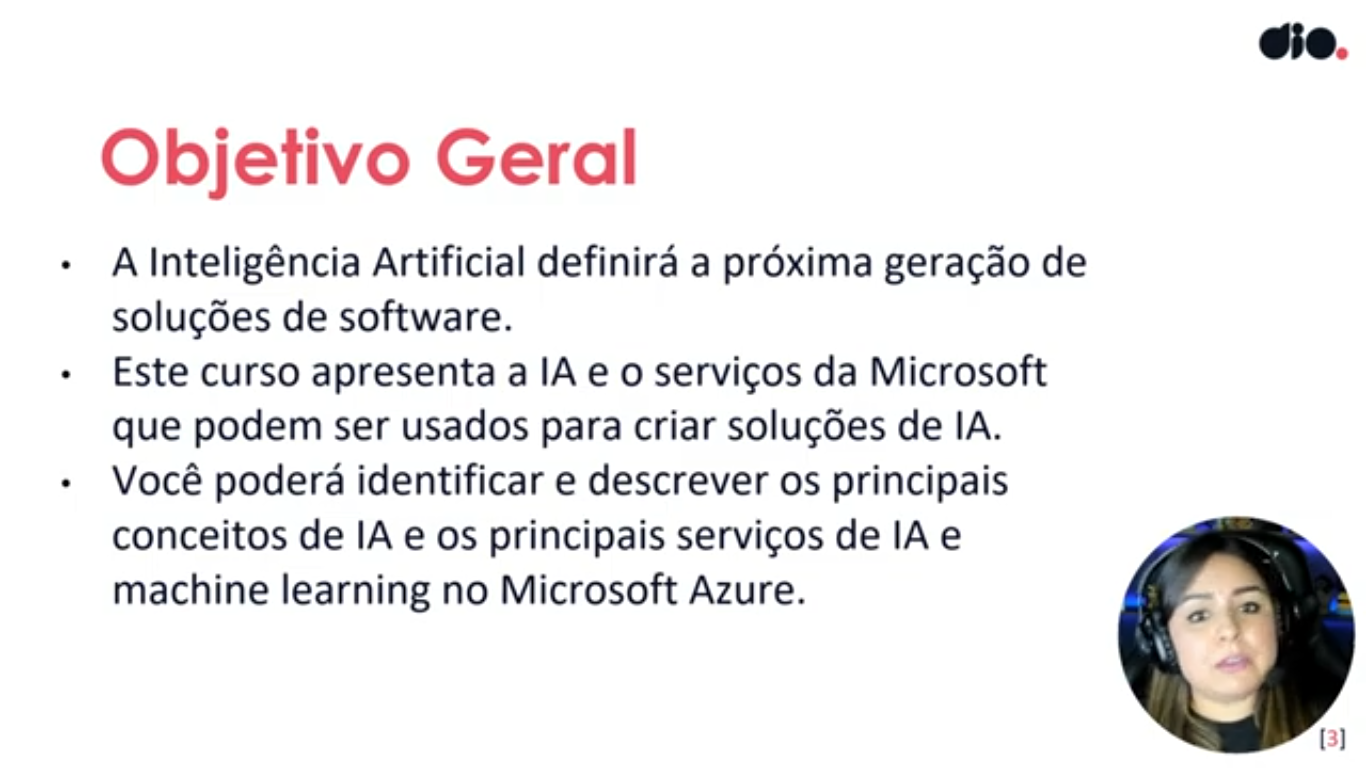 dio.
Objetivo Geral
• A Inteligência Artificial definirá a próxima geração de
soluções de software.
• Este curso apresenta a IA e o serviços da Microsoft
que podem ser usados para criar soluções de IA.
• Você poderá identificar e descrever os principais
conceitos de IA e os principais serviços de IA e
machine learning no Microsoft Azure.
[3]